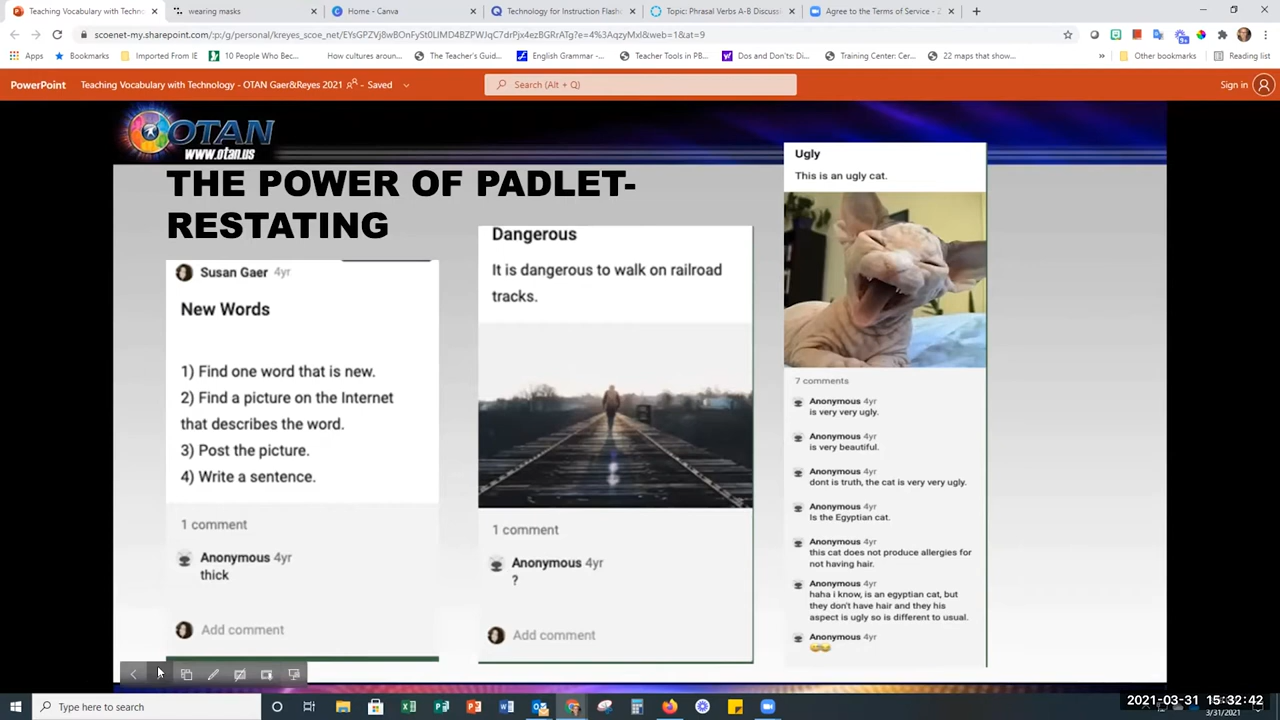 Teaching Vocabulary with Techno
wearing masks
Home - Canva
Technology for Instruction Flash
Topic: Phrasal Verbs A-B Discuss
Agree to the Terms of Service - Z
scoenet-my.sharepoint.com
Apps
Bookmarks
Imported From IE
10 People Who Bec...
How cultures aroun...
The Teacher's Guid...
English Grammar -...
Teacher Tools in PB...
Dos and Don'ts: Di...
Training Center: Cer...
22 maps that show...
Other bookmarks
Reading list
PowerPoint
Teaching Vocabulary with Technology - OTAN Gaer&Reyes 2021 - Saved
Search (Alt + Q)
Sign in
OTAN
www.otan.us
THE POWER OF PADLET-
RESTATING
Susan Gaer 4yr
New Words
1) Find one word that is new.
2) Find a picture on the Internet
that describes the word.
3) Post the picture.
4) Write a sentence.
1 comment
Anonymous 4yr
thick
Add comment
Dangerous
It is dangerous to walk on railroad
tracks.
1 comment
Anonymous 4yr
?
Add comment
Ugly
This is an ugly cat.
7 comments
Anonymous 4yr
is very very ugly.
Anonymous 4yr
is very beautiful.
Anonymous 4yr
dont is truth, the cat is very very ugly.
Anonymous 4yr
Is the Egyptian cat.
Anonymous 4yr
this cat does not produce allergies for
not having hair.
Anonymous 4yr
haha i know, is an egyptian cat, but
they don't have hair and they his
aspect is ugly so is different to usual.
Anonymous 4yr
Type here to search
2021-03-31 15:32:42
3/31/2021